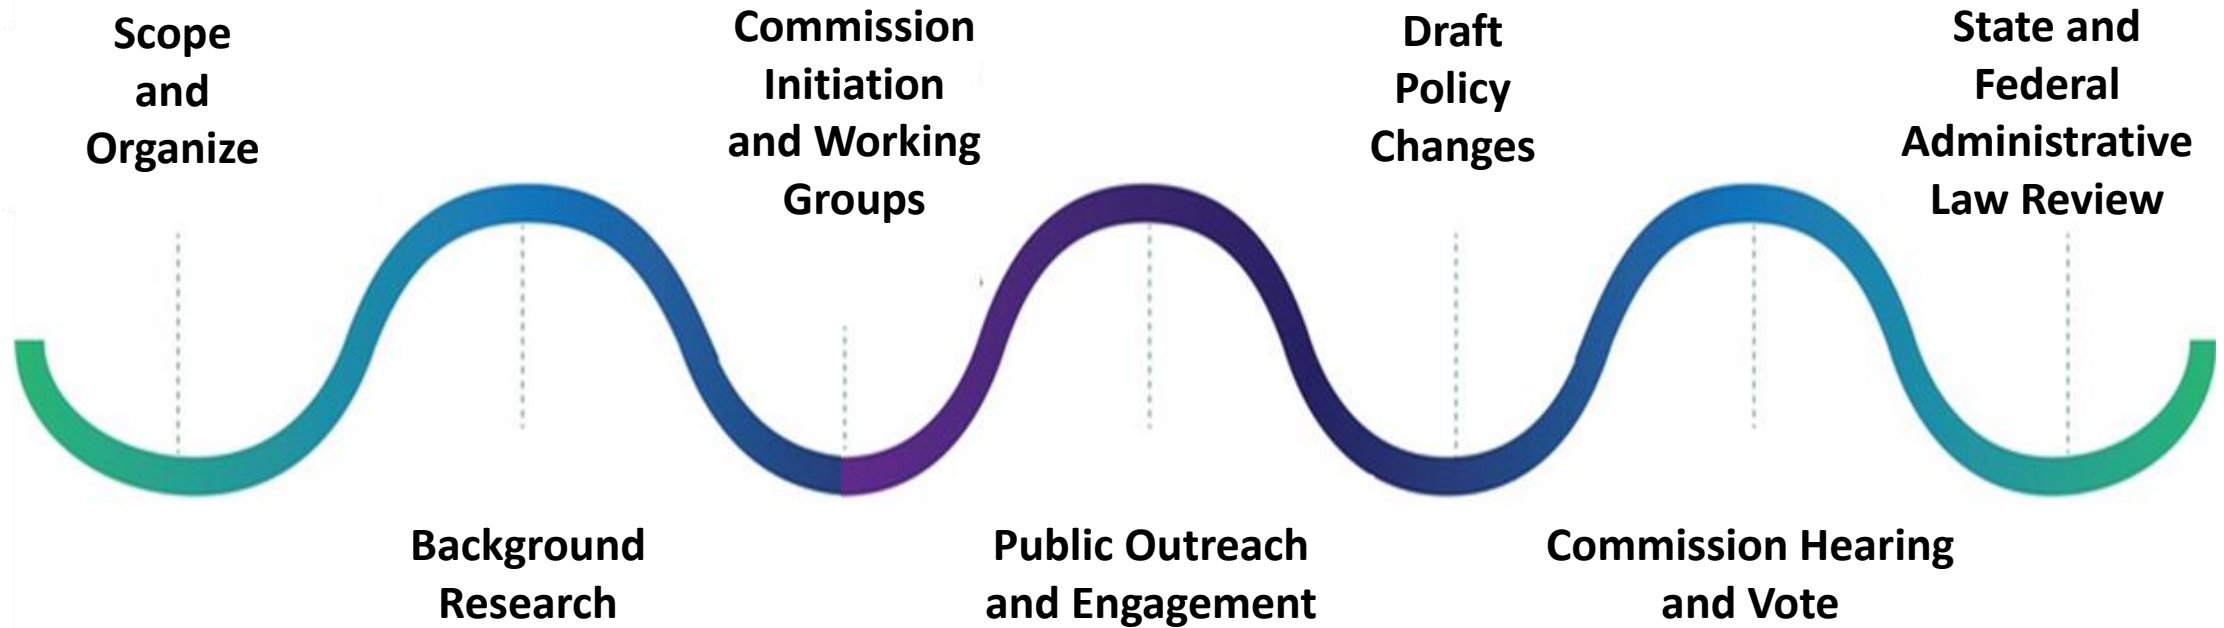 Scope
and
Organize
Background
Research
Commission
Initiation
and Working
Groups
Public Outreach
and Engagement
Draft
Policy
Changes
Commission Hearing
and Vote
State and
Federal
Administrative
Law Review